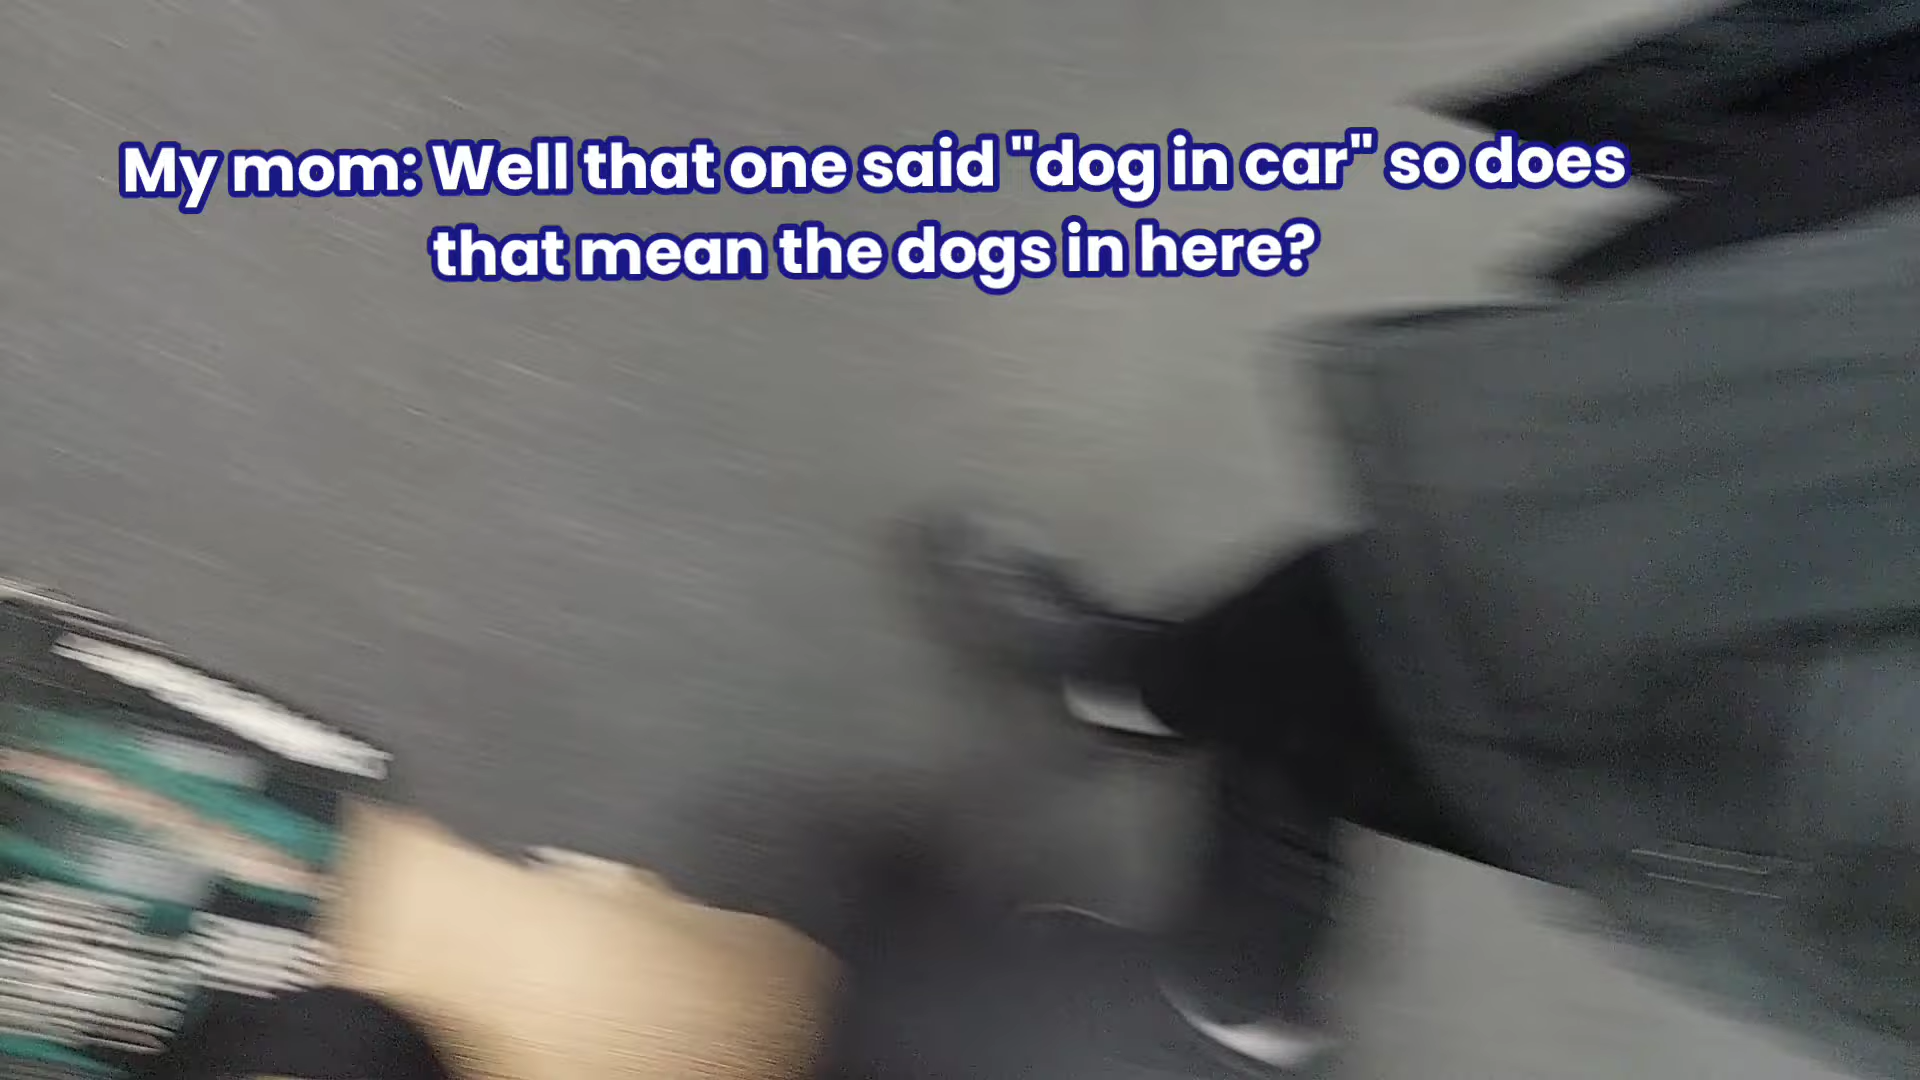 My mom: Well that one said "dog in car" so does
that mean the dogs in here?